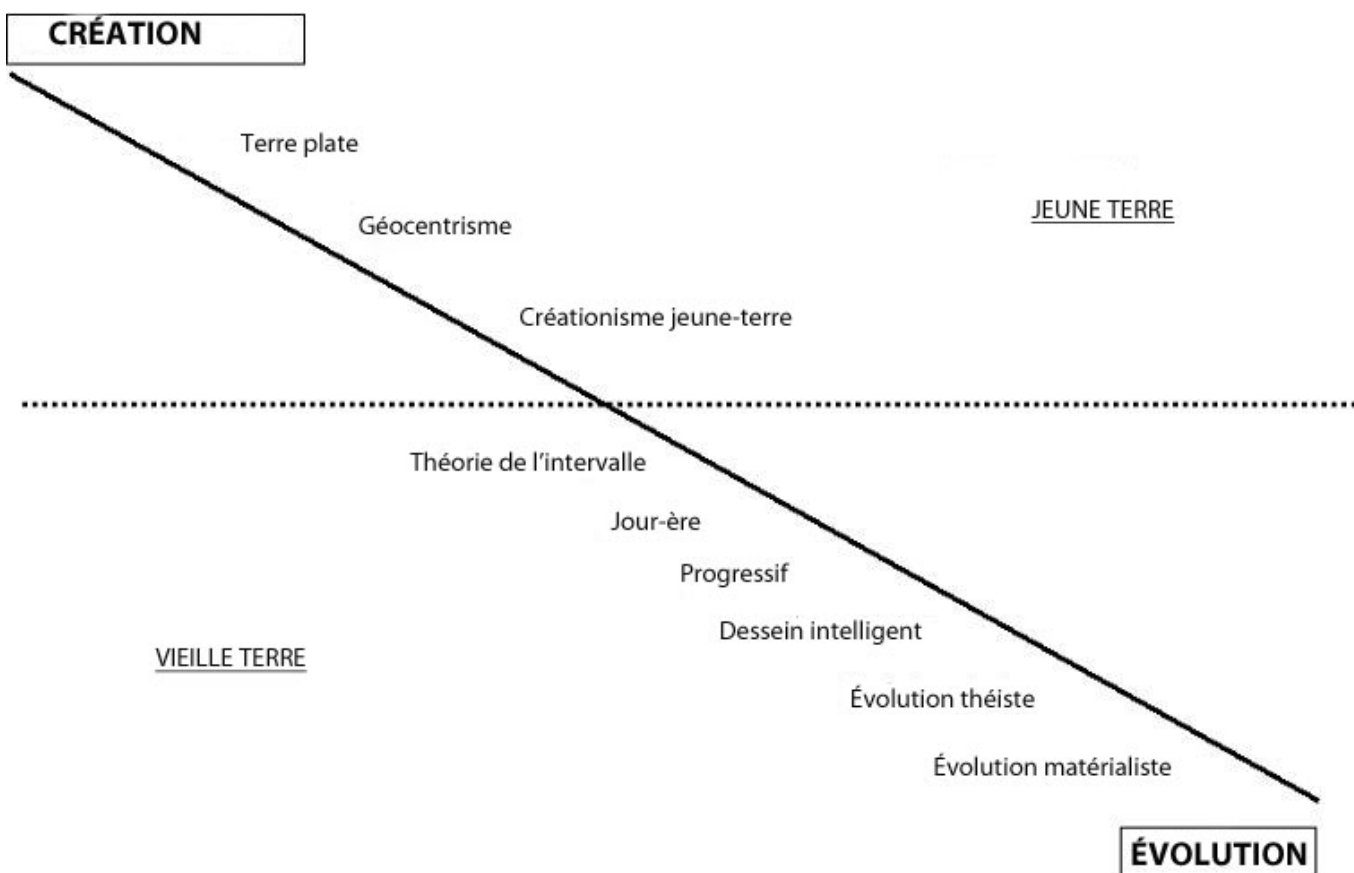 CRÉATION
Terre plate
JEUNE TERRE
Géocentrisme
Créationisme jeune-terre
Théorie de l'intervalle
Jour-ère
Progressif
Dessein intelligent
VIEILLE TERRE
Évolution théiste
Évolution matérialiste
ÉVOLUTION